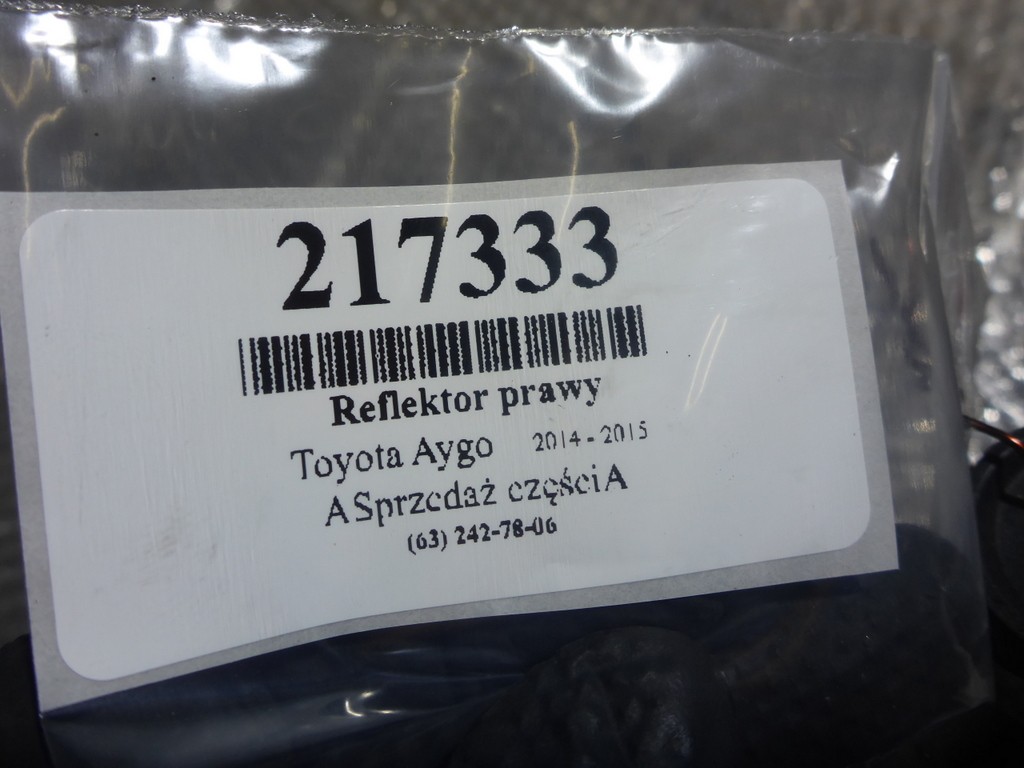 217333
Reflektor prawy
Toyota Aygo 2014 - 2015
A Sprzedaż części A
(63) 242-78-06